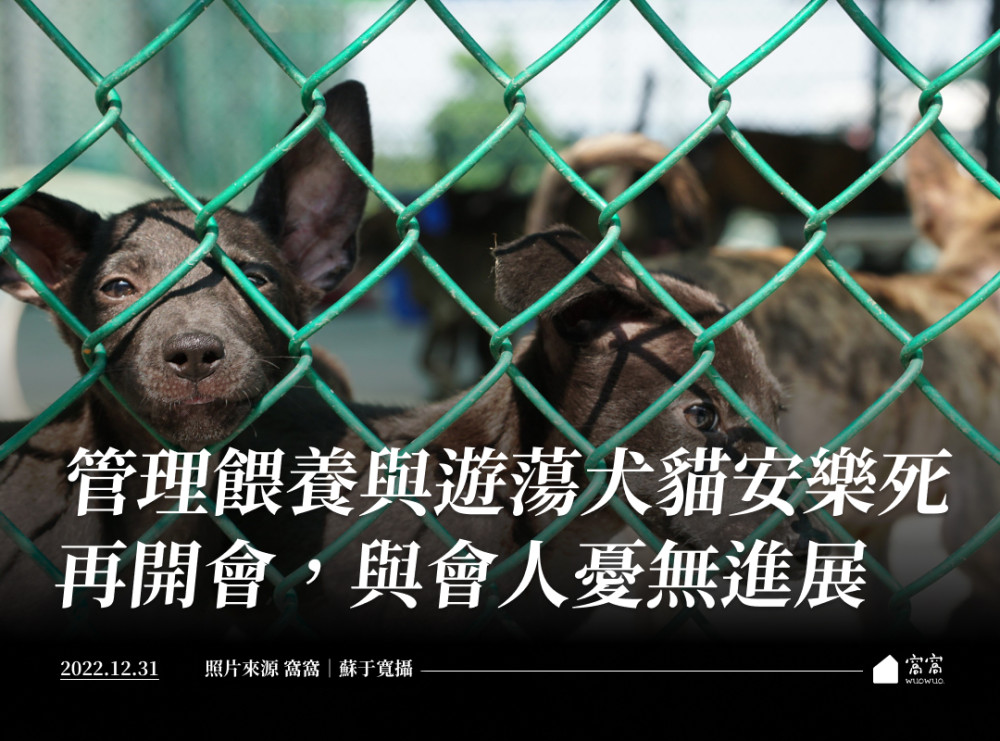 管理餵養與遊蕩犬貓安樂死
再開會，與會人憂無進展
2022.12.31 照片來源 窩窩｜蘇于寬攝
窩窩
wuowuo.